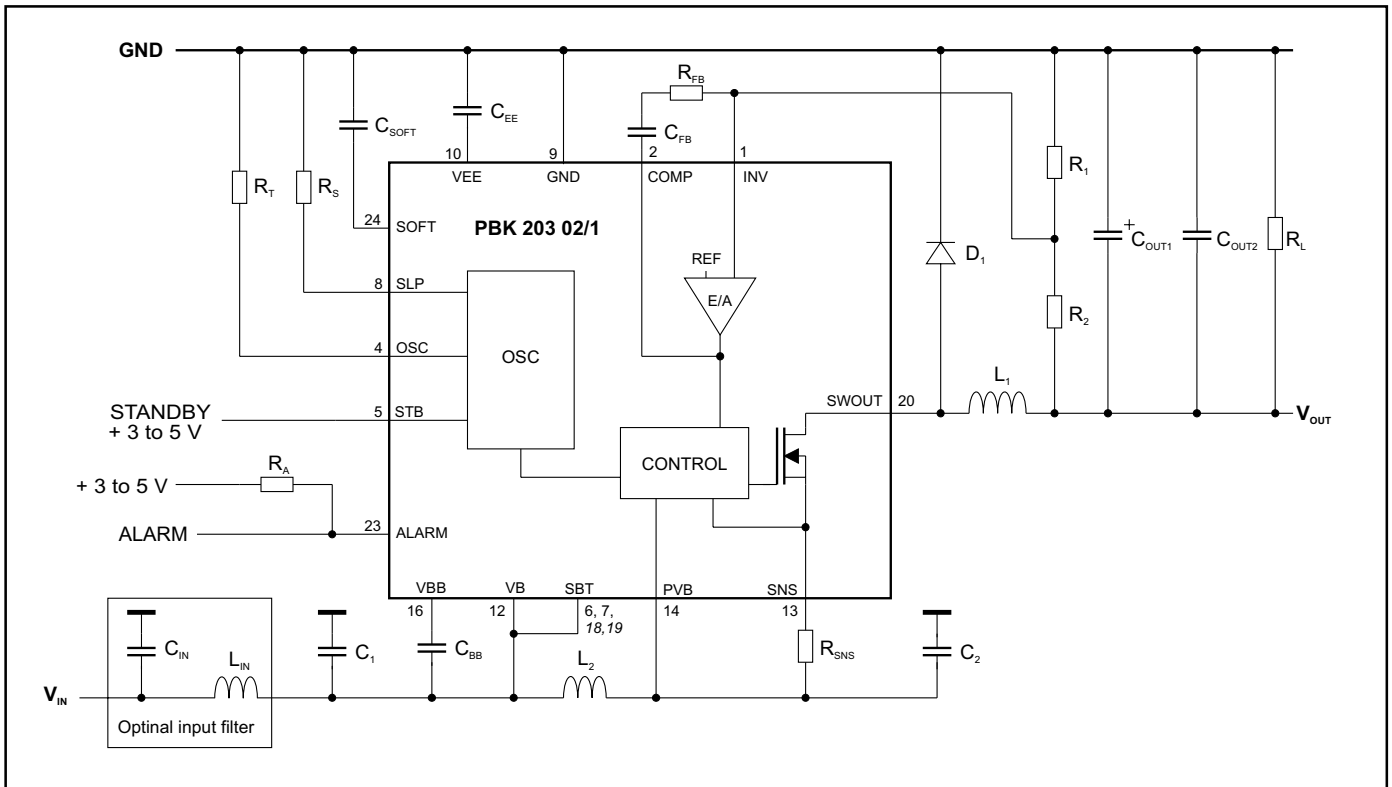 GND
R_FB
C_SOFT
C_EE
C_FB
10
9
2
1
VEE
GND
COMP
INV
R_T
R_S
R_1
24
SOFT
PBK 203 02/1
REF
E/A
D_1
+
C_OUT1
C_OUT2
R_L
8
SLP
OSC
4
OSC
R_2
L_1
SWOUT
20
V_OUT
STANDBY
+ 3 to 5 V
5
STB
CONTROL
R_A
+ 3 to 5 V
ALARM
23
ALARM
VBB
VB
SBT
PVB
SNS
16
12
6, 7,
18,19
14
13
C_IN
C_1
C_BB
R_SNS
C_2
L_IN
L_2
V_IN
Optinal input filter